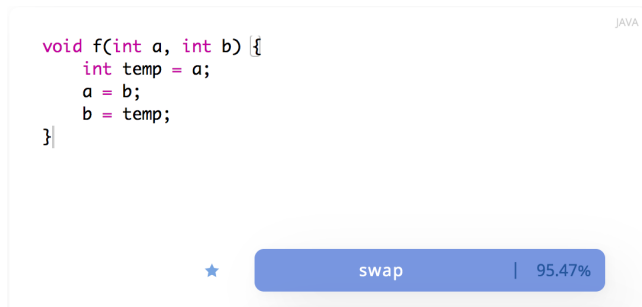 JAVA
void f(int a, int b) {
    int temp = a;
    a = b;
    b = temp;
}
swap | 95.47%